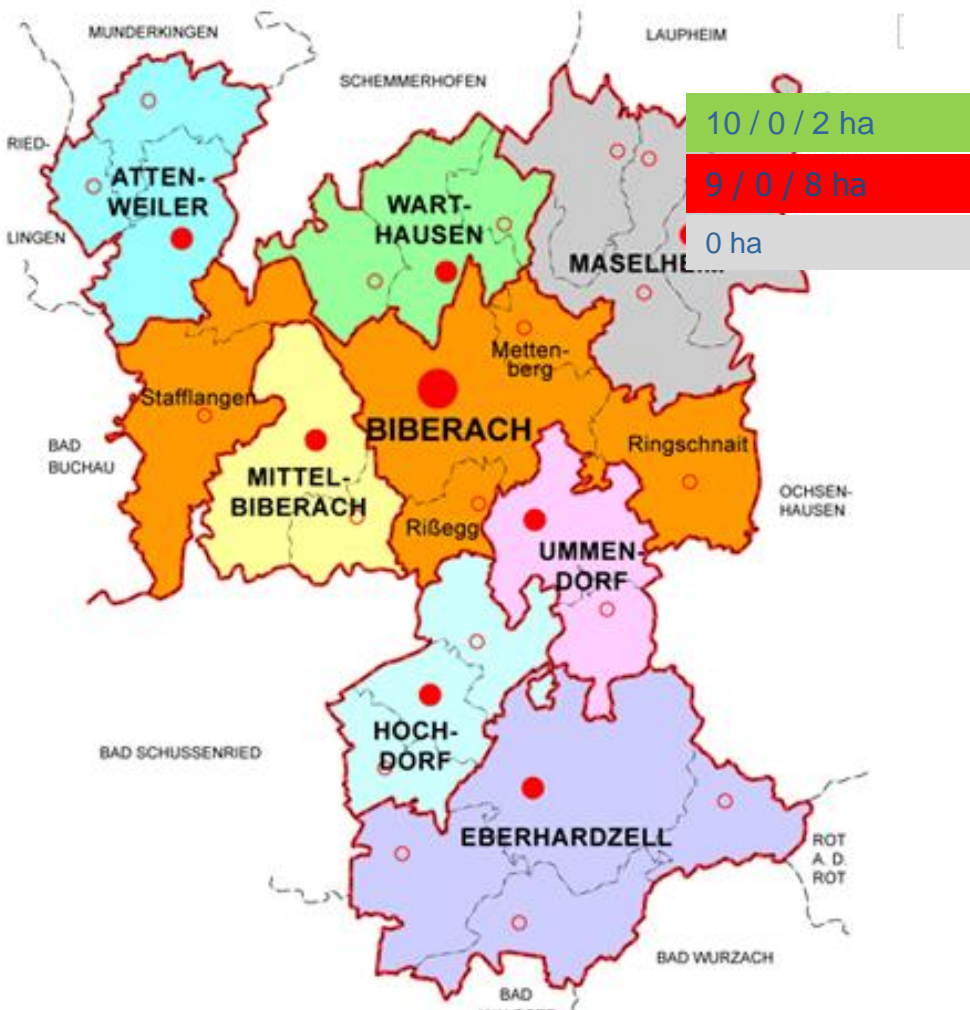 MUNDERKINGEN
LAUPHEIM
SCHEMMERHOFEN
10 / 0 / 2 ha
RIED-
9 / 0 / 8 ha
ATTEN-
WEILER
WART-
HAUSEN
LINGEN
0 ha
MASELHEIM
Metten-
berg
Stafflangen
BIBERACH
BAD
BUCHAU
Ringschnait
MITTEL-
BIBERACH
OCHSEN-
HAUSEN
Rißegg
UMMEN-
DORF
HOCH-
DORF
BAD SCHUSSENRIED
EBERHARDZELL
ROT
A. D.
ROT
BAD WURZACH
BAD